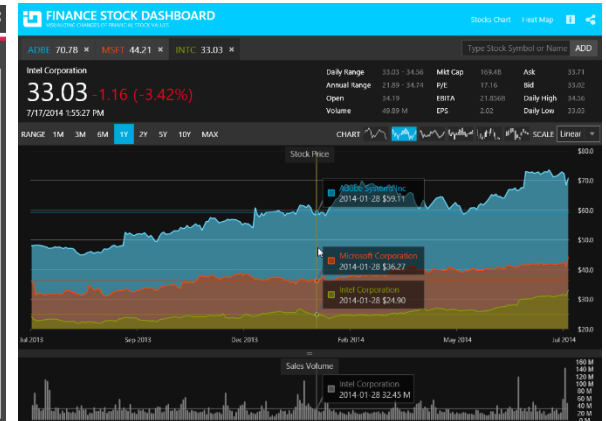 FINANCE STOCK DASHBOARD
VISUALIZING CHANGES OF FINANCIAL STOCK VALUES
Stocks Chart Heat Map
ADBE 70.78 × MSFT 44.21 × INTC 33.03 ×
Type Stock Symbol or Name ADD
Intel Corporation
33.03 -1.16 (-3.42%)
7/17/2014 1:55:27 PM
Daily Range 33.03 - 34.56 Mkt Cap 169.4B Ask 33.71
Annual Range 21.89 - 34.74 P/E 17.16 Bid 33.02
Open 34.19 EBITA 21.856B Daily High 34.56
Volume 49.89 M EPS 2.02 Daily Low 33.03
RANGE 1M 3M 6M 1Y 2Y 5Y 10Y MAX CHART SCALE Linear
Stock Price
$80.0
$70.0
$60.0
$50.0
$40.0
$30.0
$20.0
Adobe Systems Inc
2014-01-28 $59.11
Microsoft Corporation
2014-01-28 $36.27
Intel Corporation
2014-01-28 $24.90
Jul 2013 Sep 2013 Dec 2013 Feb 2014 May 2014 Jul 2014
Sales Volume
Intel Corporation
2014-01-28 32.45 M
160 M
140 M
120 M
100 M
80 M
60 M
40 M
20 M
0 M